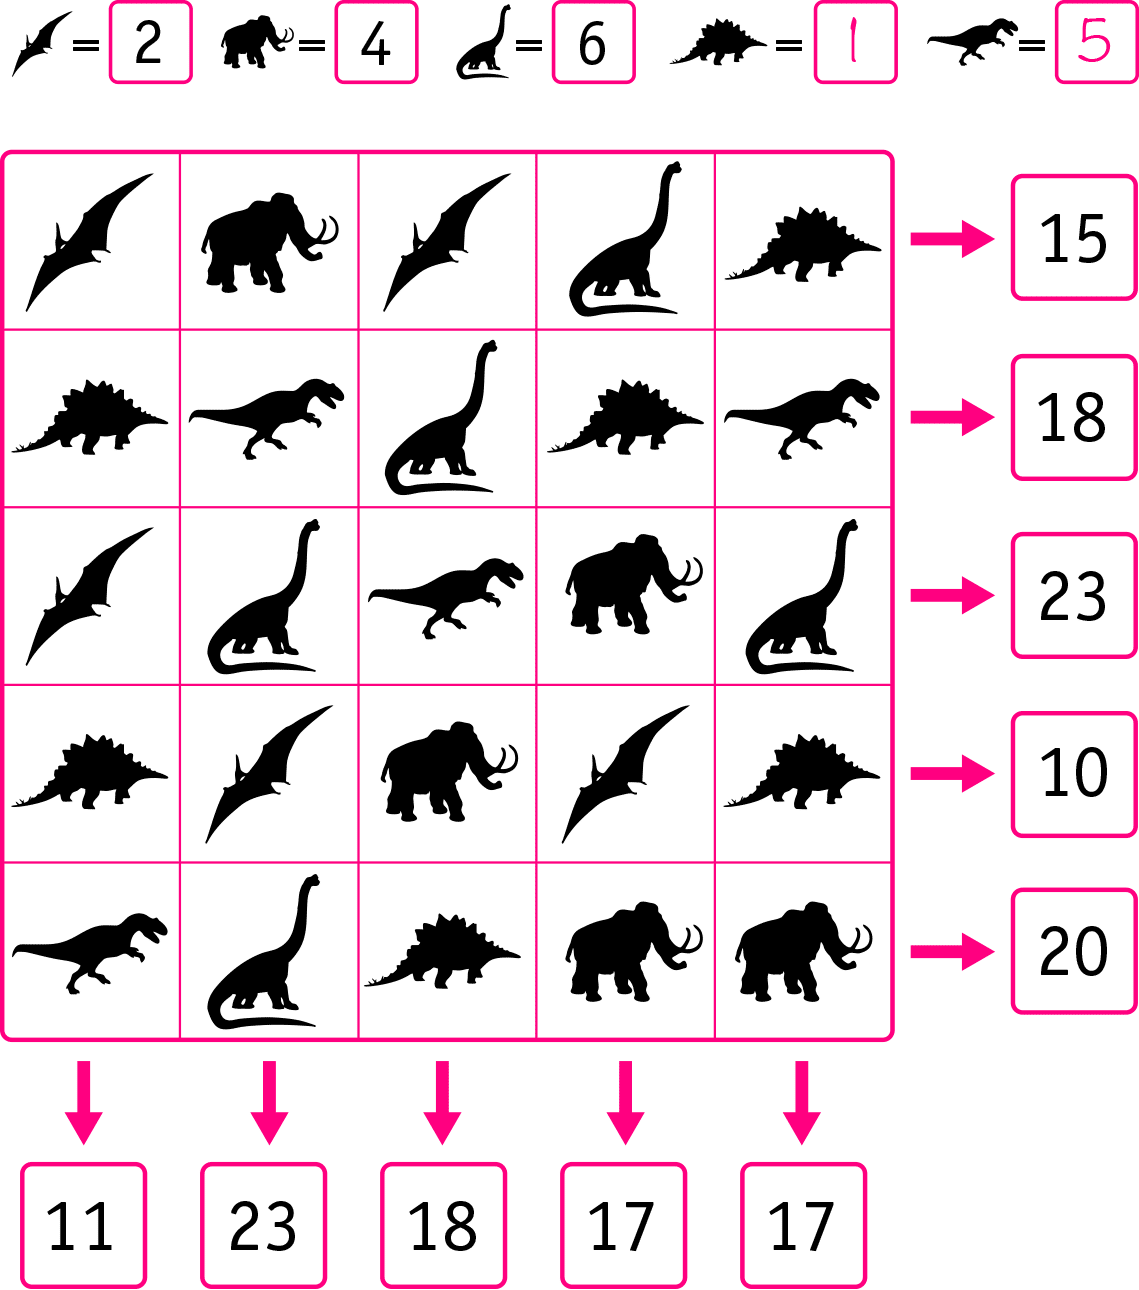 = 2 = 4 = 6 = 1 = 5
15
18
23
10
20
11 23 18 17 17